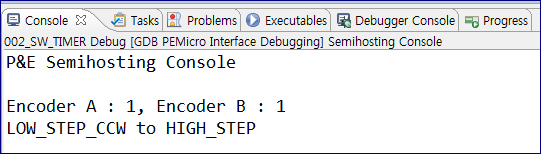 Console Tasks Problems Executables Debugger Console Progress
002_SW_TIMER Debug [GDB PEMicro Interface Debugging] Semihosting Console
P&E Semihosting Console
Encoder A : 1, Encoder B : 1
LOW_STEP_CCW to HIGH_STEP